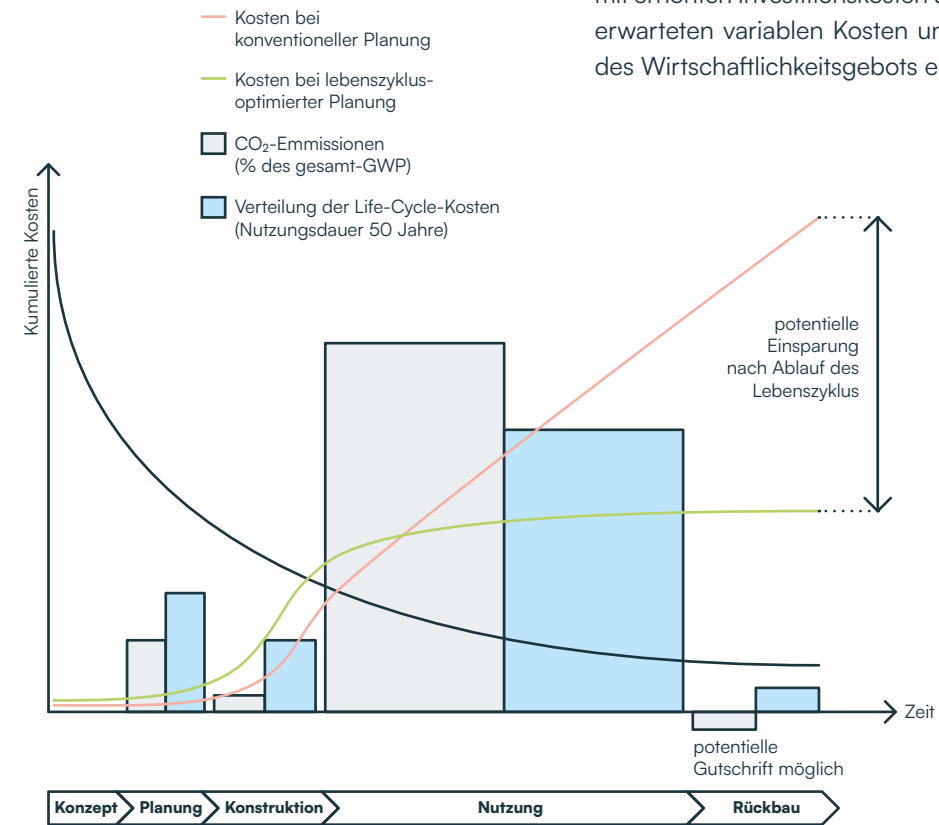 erwarteten variablen Kosten un
des Wirtschaftlichkeitsgebots e
Kosten bei
konventioneller Planung
Kosten bei lebenszyklus-
optimierter Planung
CO₂-Emmissionen
(% des gesamt-GWP)
Verteilung der Life-Cycle-Kosten
(Nutzungsdauer 50 Jahre)
Kumulierte Kosten
potentielle
Einsparung
nach Ablauf des
Lebenszyklus
Zeit
potentielle
Gutschrift möglich
Konzept
Planung
Konstruktion
Nutzung
Rückbau